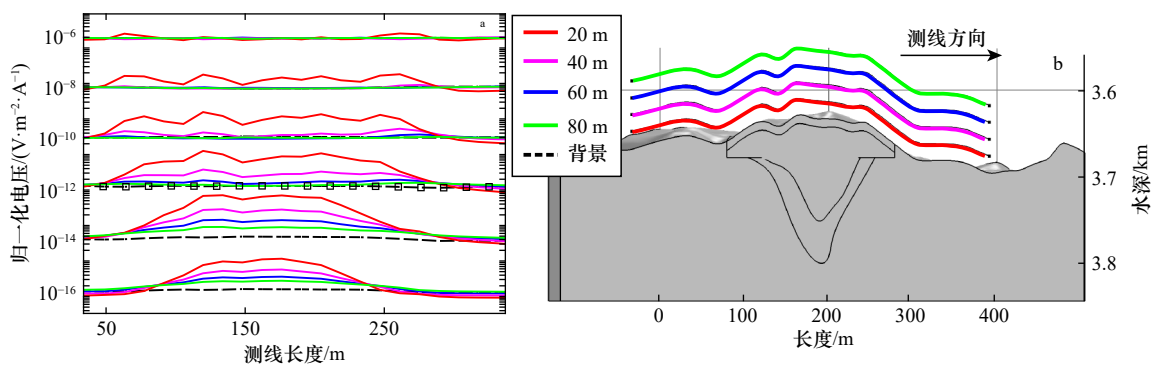 a
10⁻⁶
10⁻⁸
10⁻¹⁰
10⁻¹²
10⁻¹⁴
10⁻¹⁶
归一化电压/(V·m⁻²·A⁻¹)
50
150
250
测线长度/m
20 m
40 m
60 m
80 m
背景
测线方向
b
3.6
3.7
3.8
水深/km
0
100
200
300
400
长度/m